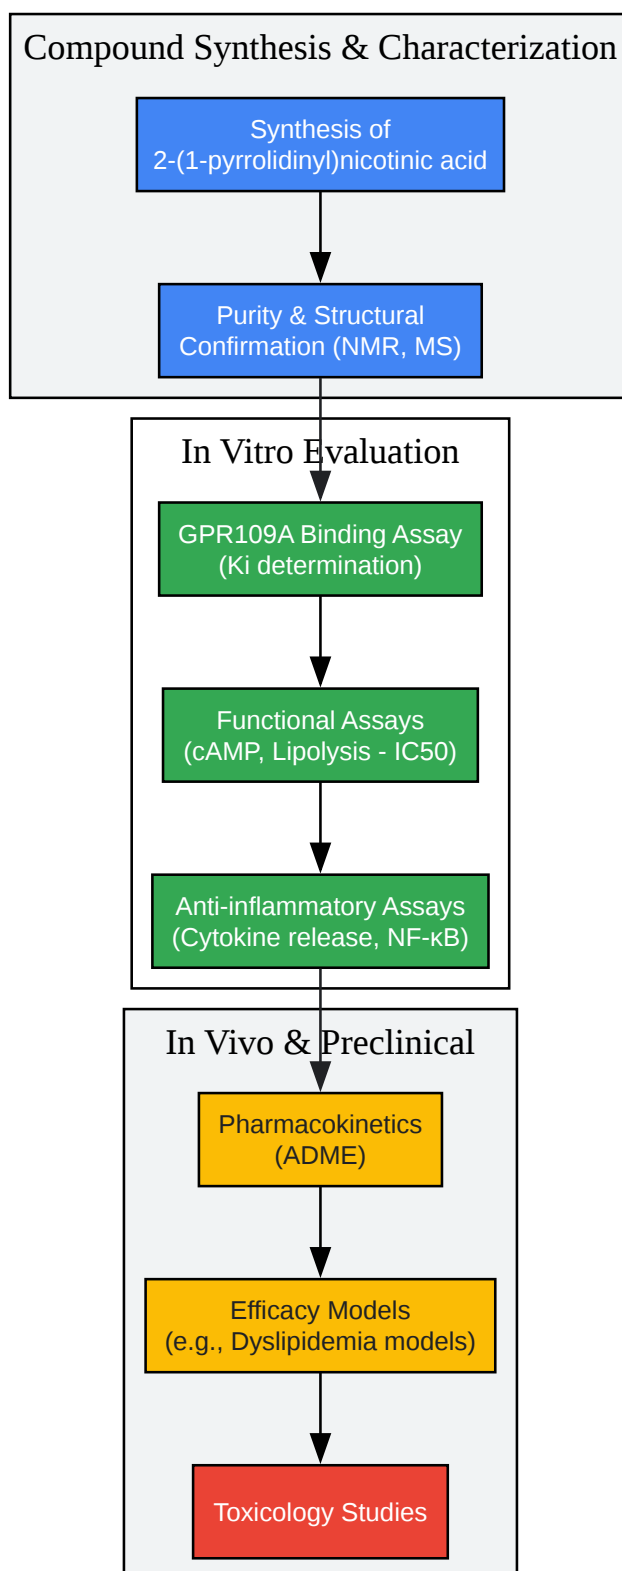 Compound Synthesis & Characterization
Synthesis of
2-(1-pyrrolidinyl)nicotinic acid
Purity & Structural
Confirmation (NMR, MS)
In Vitro Evaluation
GPR109A Binding Assay
(Ki determination)
Functional Assays
(cAMP, Lipolysis - IC50)
Anti-inflammatory Assays
(Cytokine release, NF-κB)
In Vivo & Preclinical
Pharmacokinetics
(ADME)
Efficacy Models
(e.g., Dyslipidemia models)
Toxicology Studies